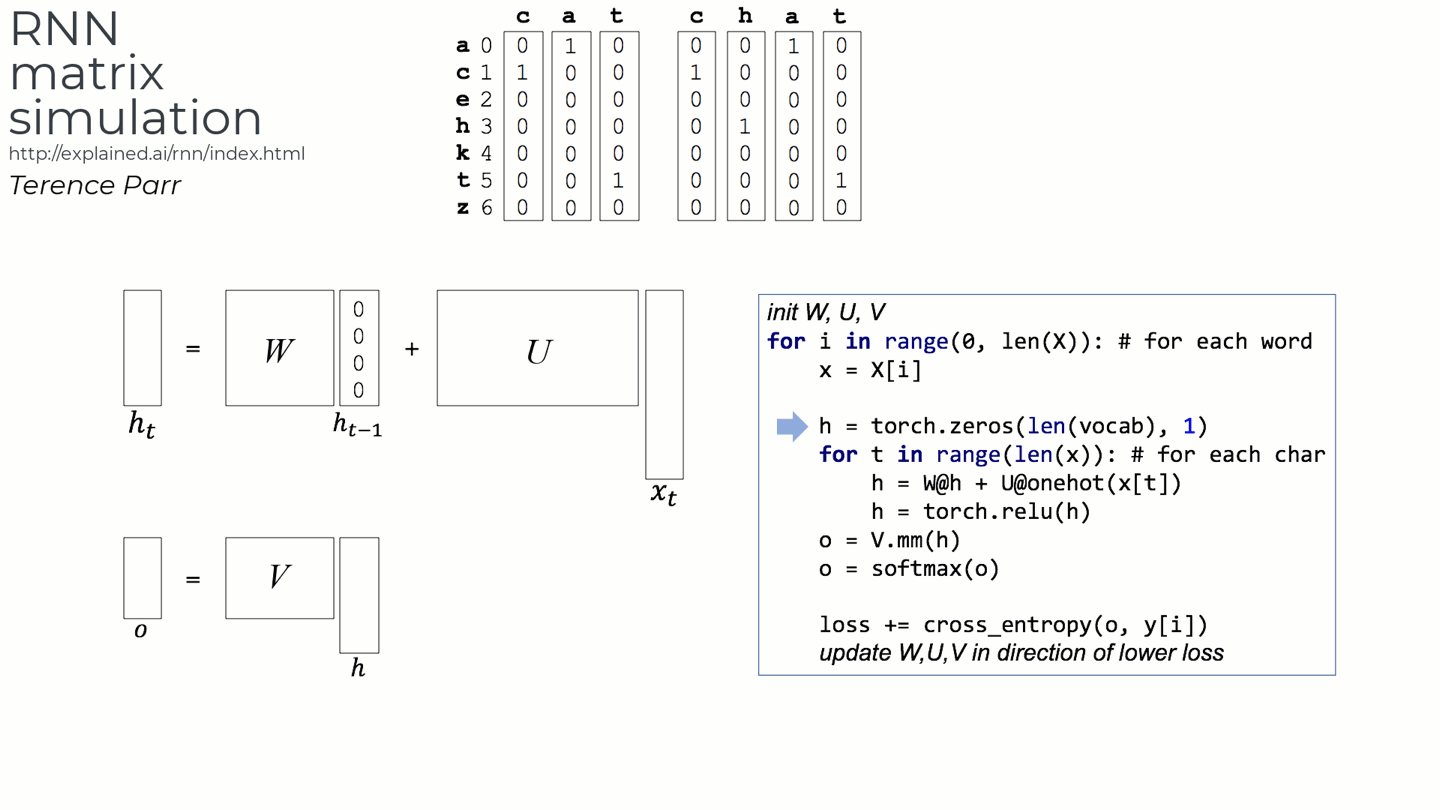 RNN
matrix
simulation
http://explained.ai/rnn/index.html
Terence Parr
c a t c h a t
a 0 0 1 0 0 0 1 0
c 1 1 0 0 1 0 0 0
e 2 0 0 0 0 0 0 0
h 3 0 0 0 0 1 0 0
k 4 0 0 0 0 0 0 0
t 5 0 0 1 0 0 0 1
z 6 0 0 0 0 0 0 0
0
0
0
0
= W + U
h_t h_{t−1}
x_t
= V
o
h
init W, U, V
for i in range(0, len(X)): # for each word
x = X[i]
h = torch.zeros(len(vocab), 1)
for t in range(len(x)): # for each char
h = W@h + U@onehot(x[t])
h = torch.relu(h)
o = V.mm(h)
o = softmax(o)
loss += cross_entropy(o, y[i])
update W,U,V in direction of lower loss